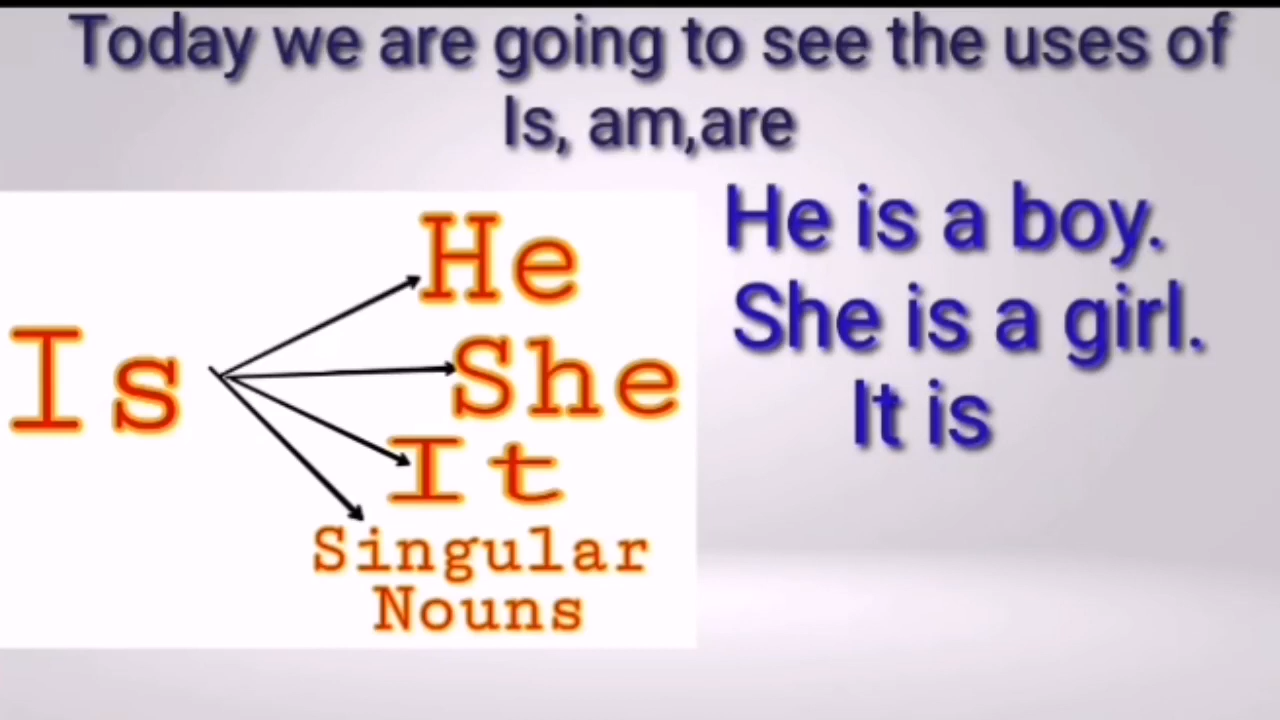 Today we are going to see the uses of
Is, am,are
Is
He
She
It
Singular
Nouns
He is a boy.
She is a girl.
It is